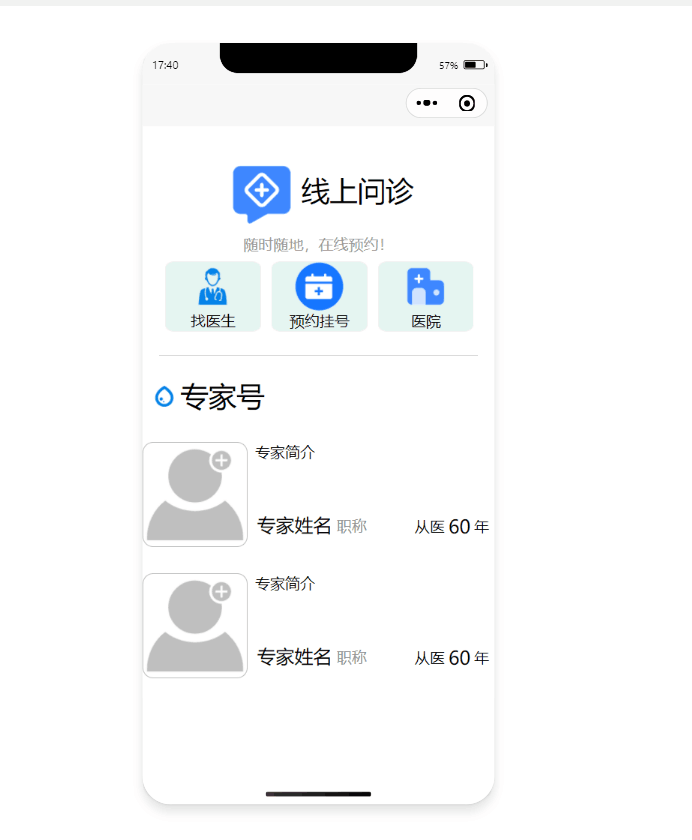 17:40 57%
线上问诊
随时随地，在线预约！
找医生 预约挂号 医院
专家号
专家简介
专家姓名 职称 从医 60 年
专家简介
专家姓名 职称 从医 60 年